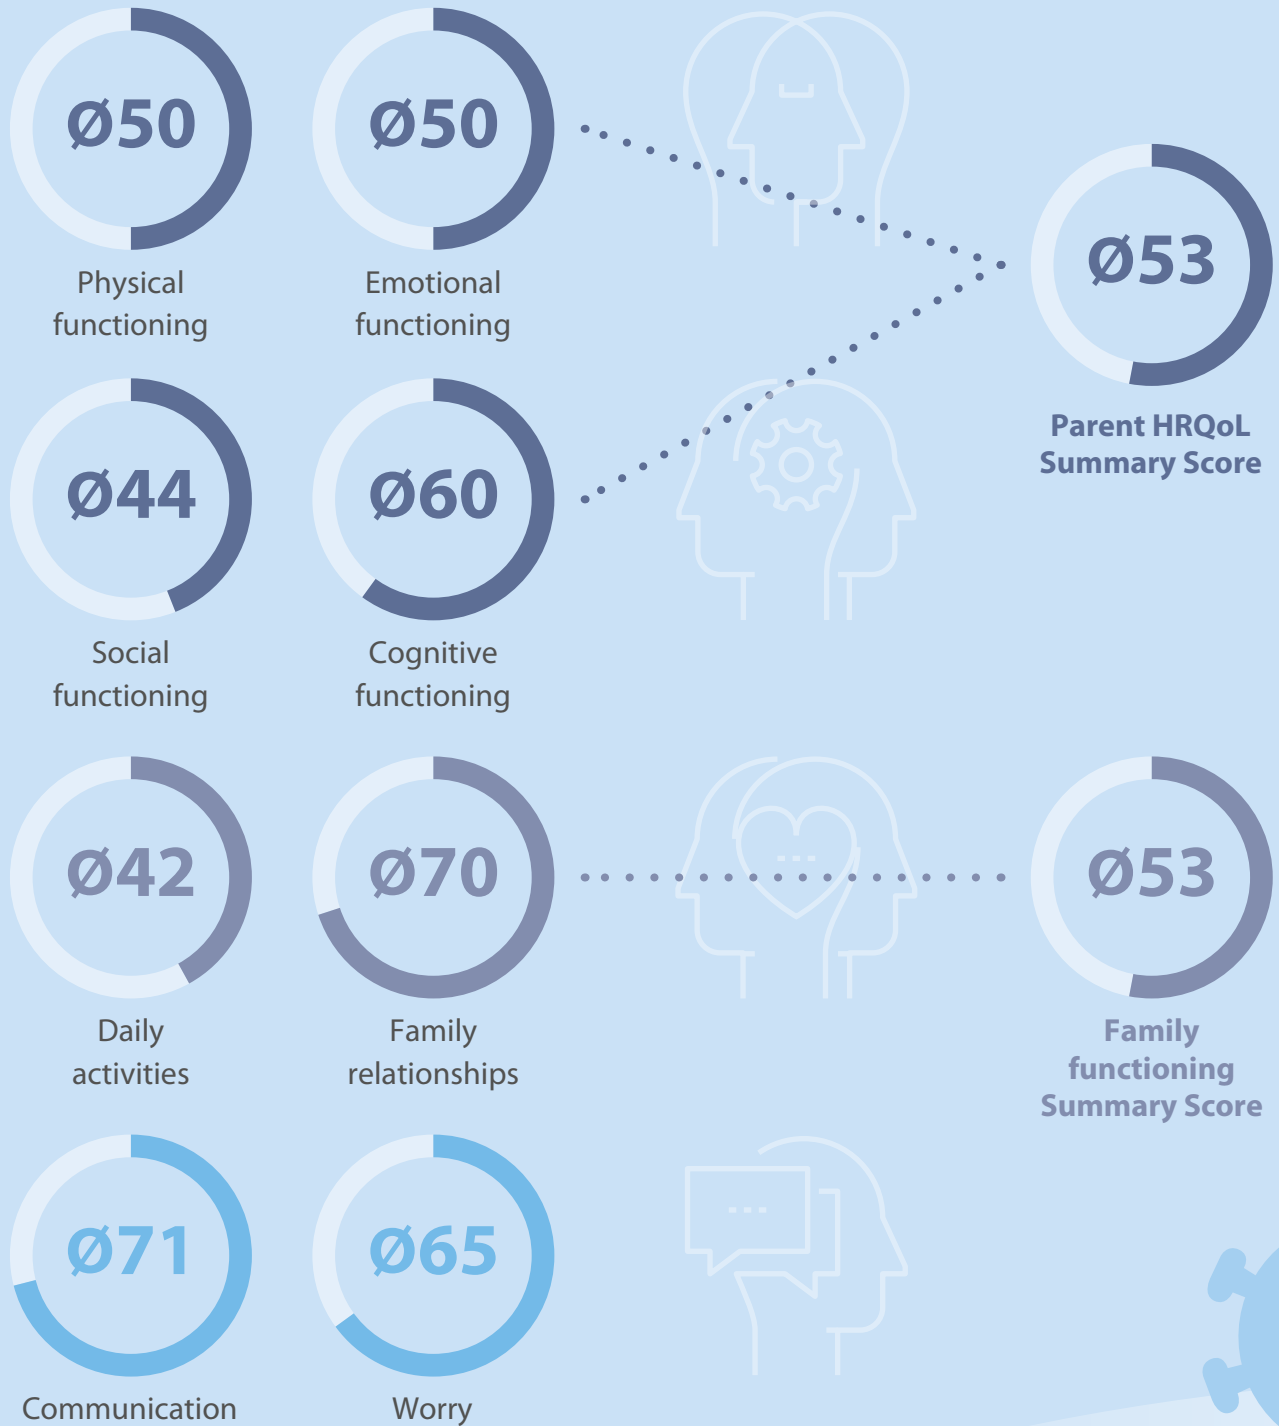 Ø50
Physical
functioning
Ø50
Emotional
functioning
Ø53
Parent HRQoL
Summary Score
Ø44
Social
functioning
Ø60
Cognitive
functioning
Ø42
Daily
activities
Ø70
Family
relationships
Ø53
Family
functioning
Summary Score
Ø71
Communication
Ø65
Worry